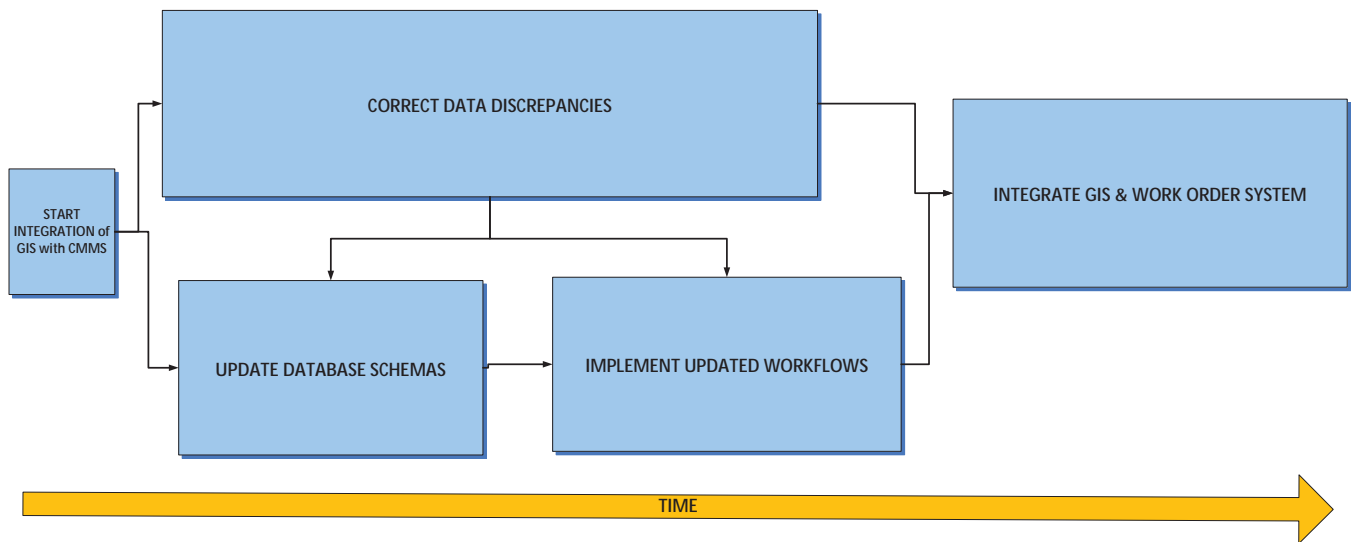 CORRECT DATA DISCREPANCIES
START
INTEGRATION of
GIS with CMMS
INTEGRATE GIS & WORK ORDER SYSTEM
UPDATE DATABASE SCHEMAS
IMPLEMENT UPDATED WORKFLOWS
TIME